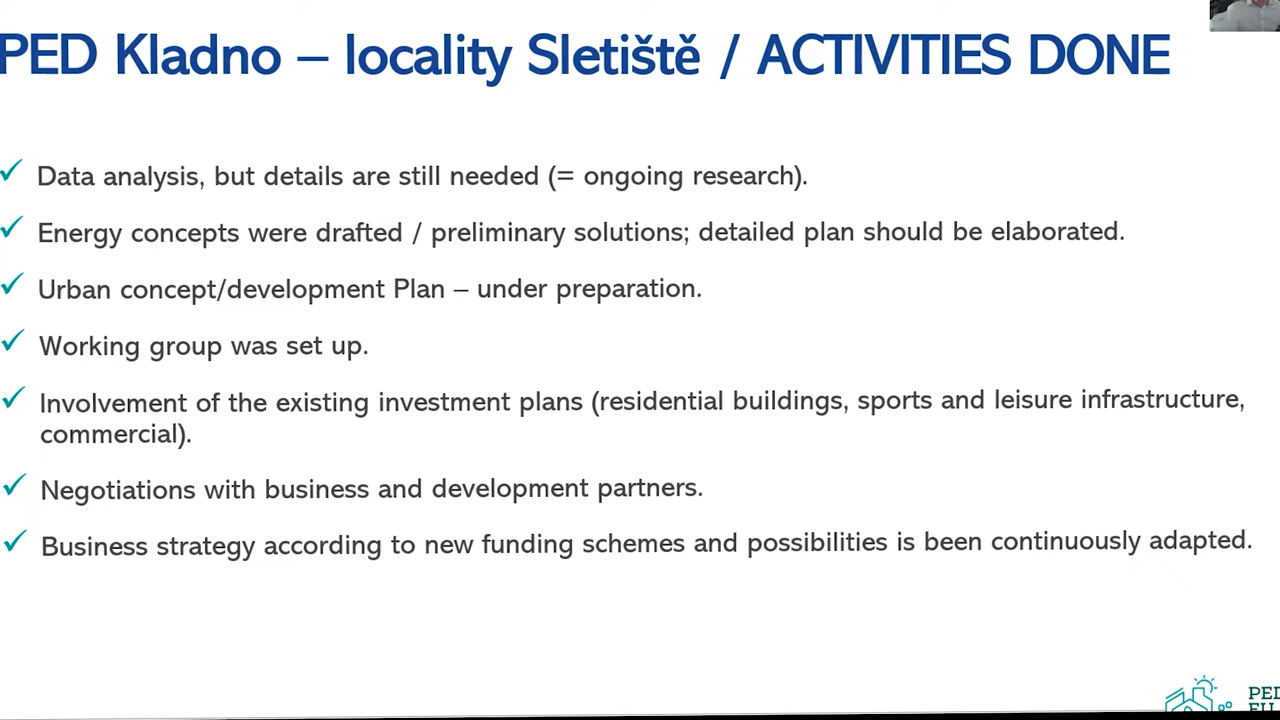 PED Kladno – locality Sletiště / ACTIVITIES DONE
✓ Data analysis, but details are still needed (= ongoing research).
✓ Energy concepts were drafted / preliminary solutions; detailed plan should be elaborated.
✓ Urban concept/development Plan – under preparation.
✓ Working group was set up.
✓ Involvement of the existing investment plans (residential buildings, sports and leisure infrastructure,
commercial).
✓ Negotiations with business and development partners.
✓ Business strategy according to new funding schemes and possibilities is been continuously adapted.